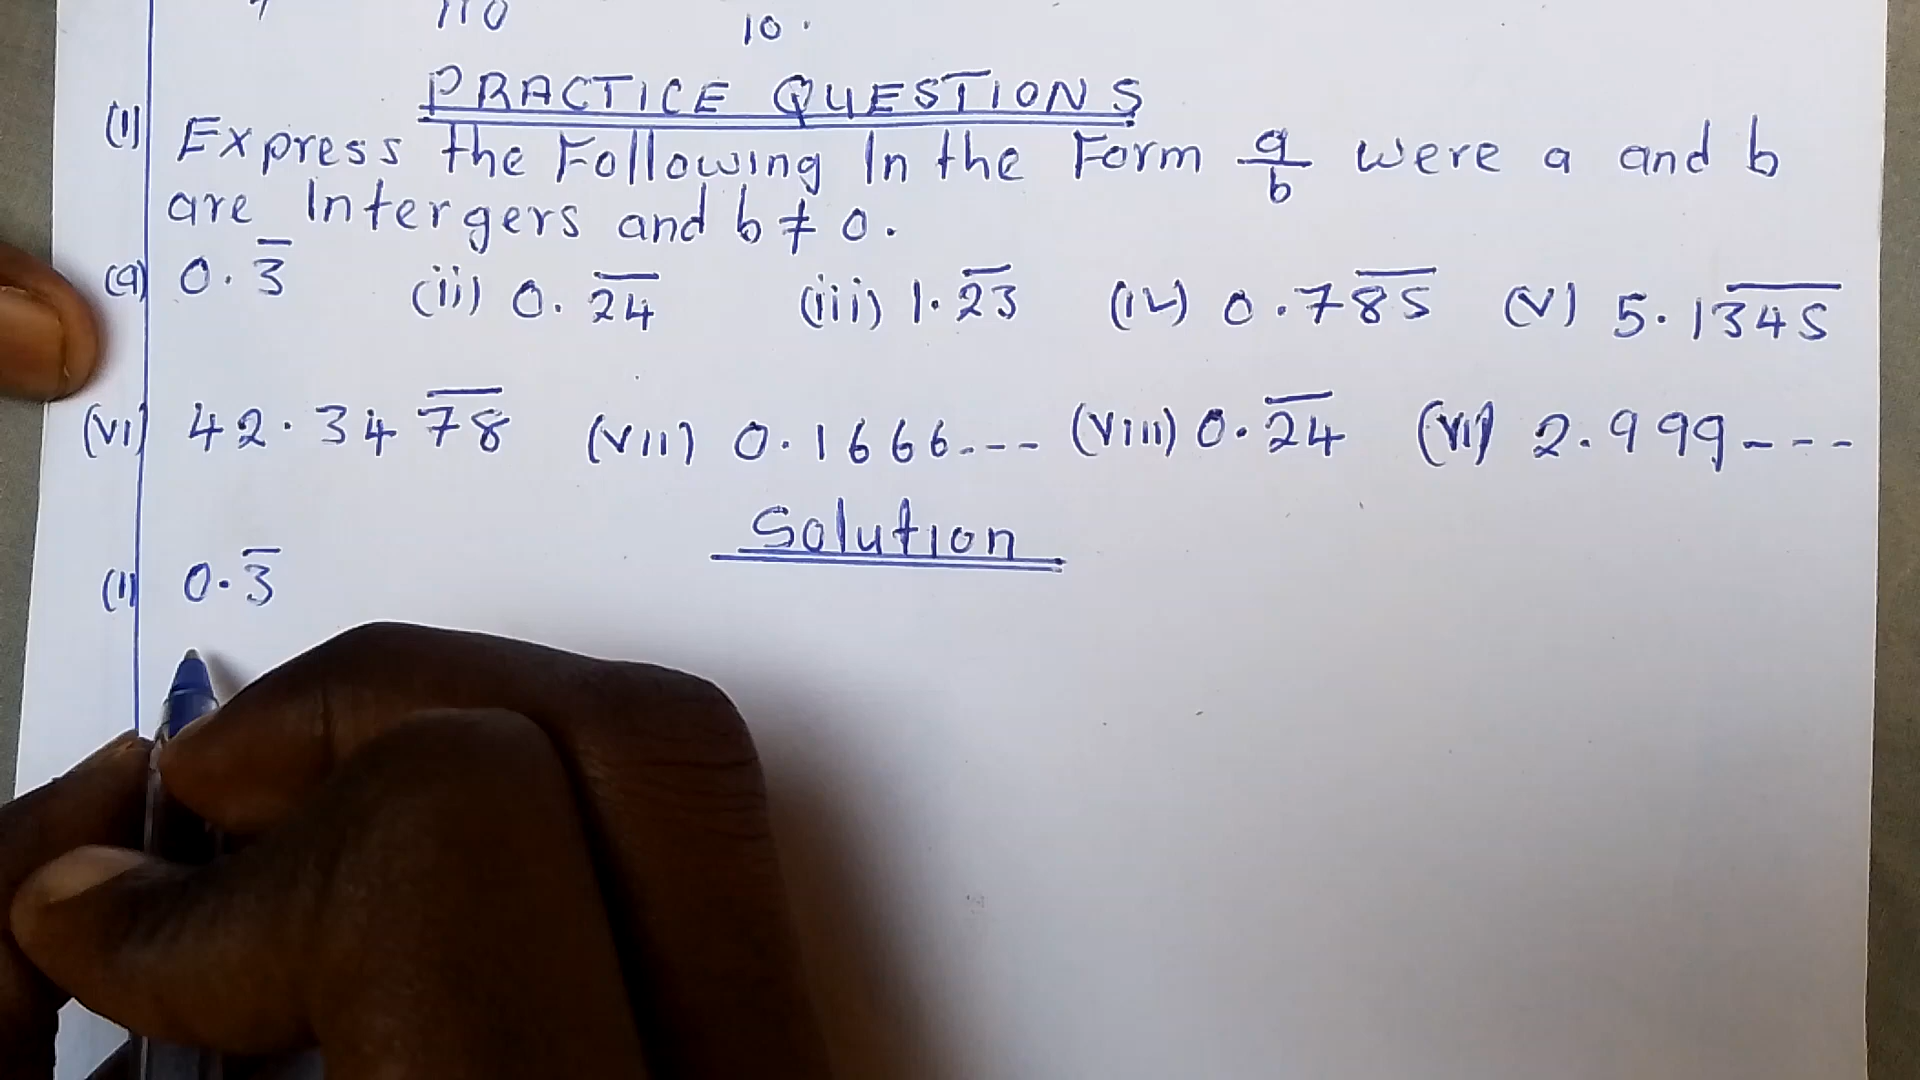 110 10.
PRACTICE QUESTIONS
(1) Express the Following In the Form a/b were a and b
are Intergers and b ≠ 0.
(a) 0.3̅ (ii) 0.2̅4̅ (iii) 1.2̅3̅ (iv) 0.78̅5̅ (v) 5.13̅4̅5̅
(vi) 42.347̅8̅ (vii) 0.1666--- (viii) 0.2̅4̅ (vi) 2.999---
Solution
(1) 0.3̅